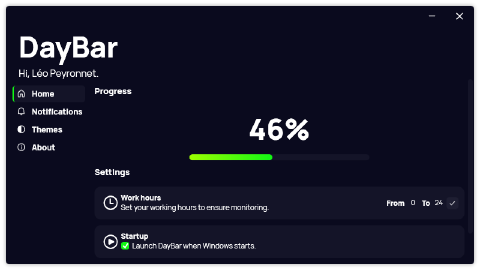 DayBar
Hi, Léo Peyronnet.
Home
Notifications
Themes
About
Progress
46%
Settings
Work hours
Set your working hours to ensure monitoring.
From 0 To 24
Startup
Launch DayBar when Windows starts.